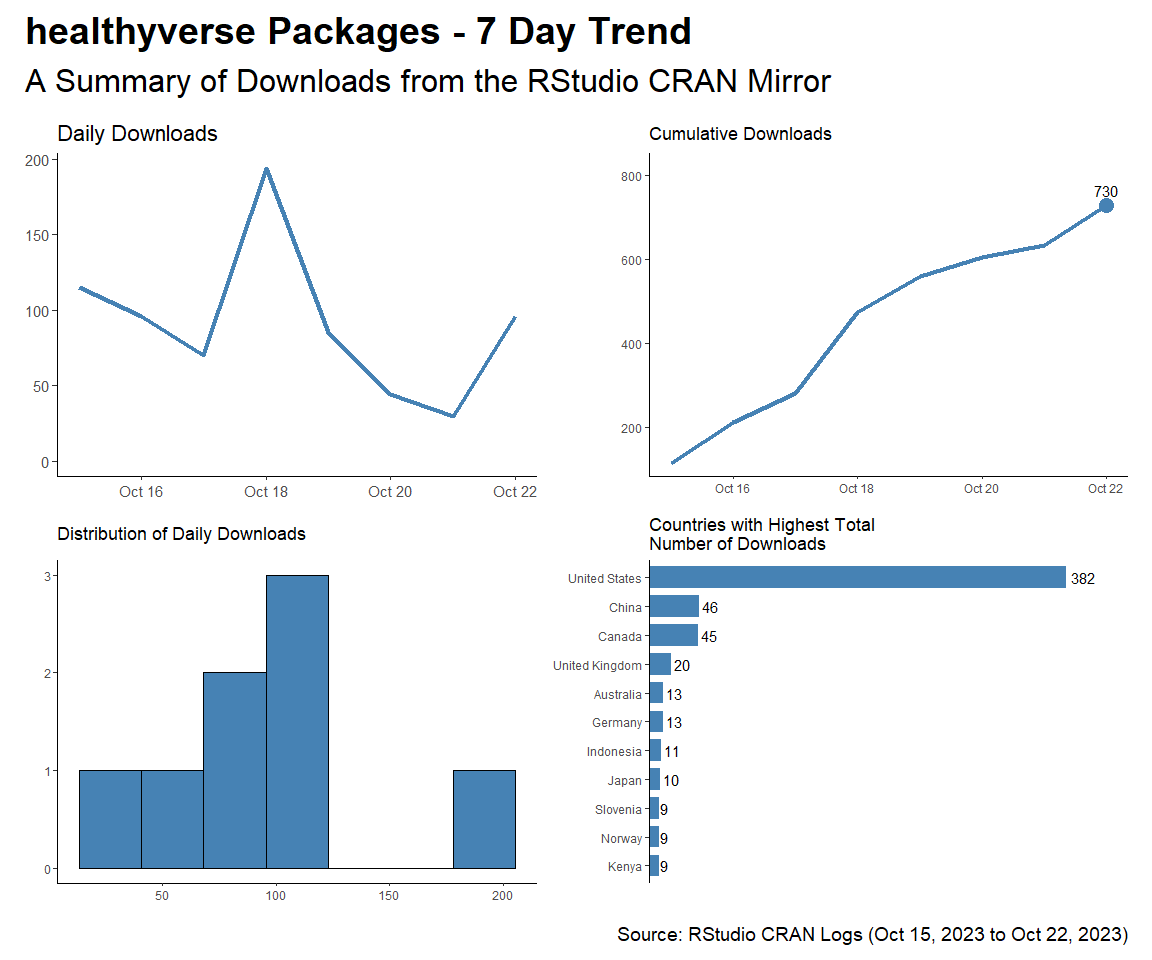 healthyverse Packages - 7 Day Trend
A Summary of Downloads from the RStudio CRAN Mirror
Daily Downloads
200
150
100
50
0
Oct 16
Oct 18
Oct 20
Oct 22
Cumulative Downloads
800
600
400
200
730
Oct 16
Oct 18
Oct 20
Oct 22
Distribution of Daily Downloads
3
2
1
0
50
100
150
200
Countries with Highest Total
Number of Downloads
United States 382
China 46
Canada 45
United Kingdom 20
Australia 13
Germany 13
Indonesia 11
Japan 10
Slovenia 9
Norway 9
Kenya 9
Source: RStudio CRAN Logs (Oct 15, 2023 to Oct 22, 2023)